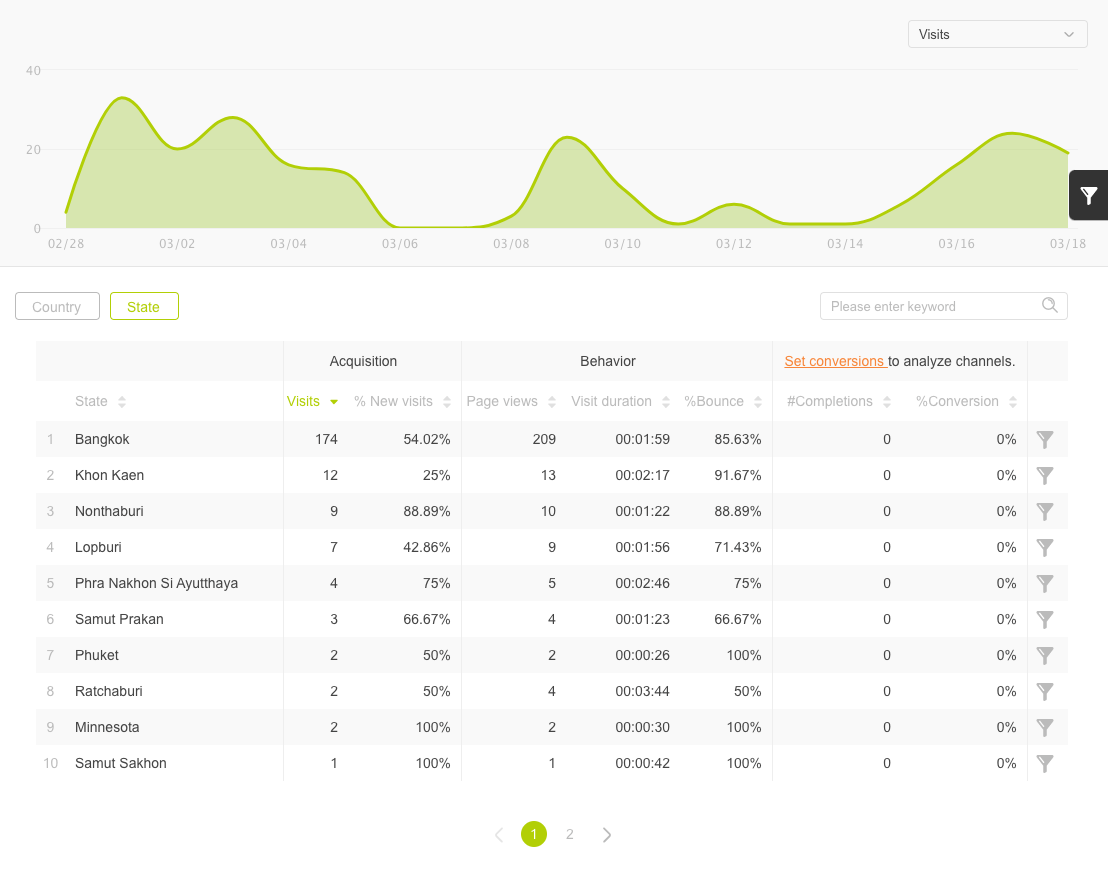 Visits
40
20
0
02/28 03/02 03/04 03/06 03/08 03/10 03/12 03/14 03/16 03/18
Country State Please enter keyword
Acquisition Behavior Set conversions to analyze channels.
State Visits % New visits Page views Visit duration %Bounce #Completions %Conversion
1 Bangkok 174 54.02% 209 00:01:59 85.63% 0 0%
2 Khon Kaen 12 25% 13 00:02:17 91.67% 0 0%
3 Nonthaburi 9 88.89% 10 00:01:22 88.89% 0 0%
4 Lopburi 7 42.86% 9 00:01:56 71.43% 0 0%
5 Phra Nakhon Si Ayutthaya 4 75% 5 00:02:46 75% 0 0%
6 Samut Prakan 3 66.67% 4 00:01:23 66.67% 0 0%
7 Phuket 2 50% 2 00:00:26 100% 0 0%
8 Ratchaburi 2 50% 4 00:03:44 50% 0 0%
9 Minnesota 2 100% 2 00:00:30 100% 0 0%
10 Samut Sakhon 1 100% 1 00:00:42 100% 0 0%
1 2